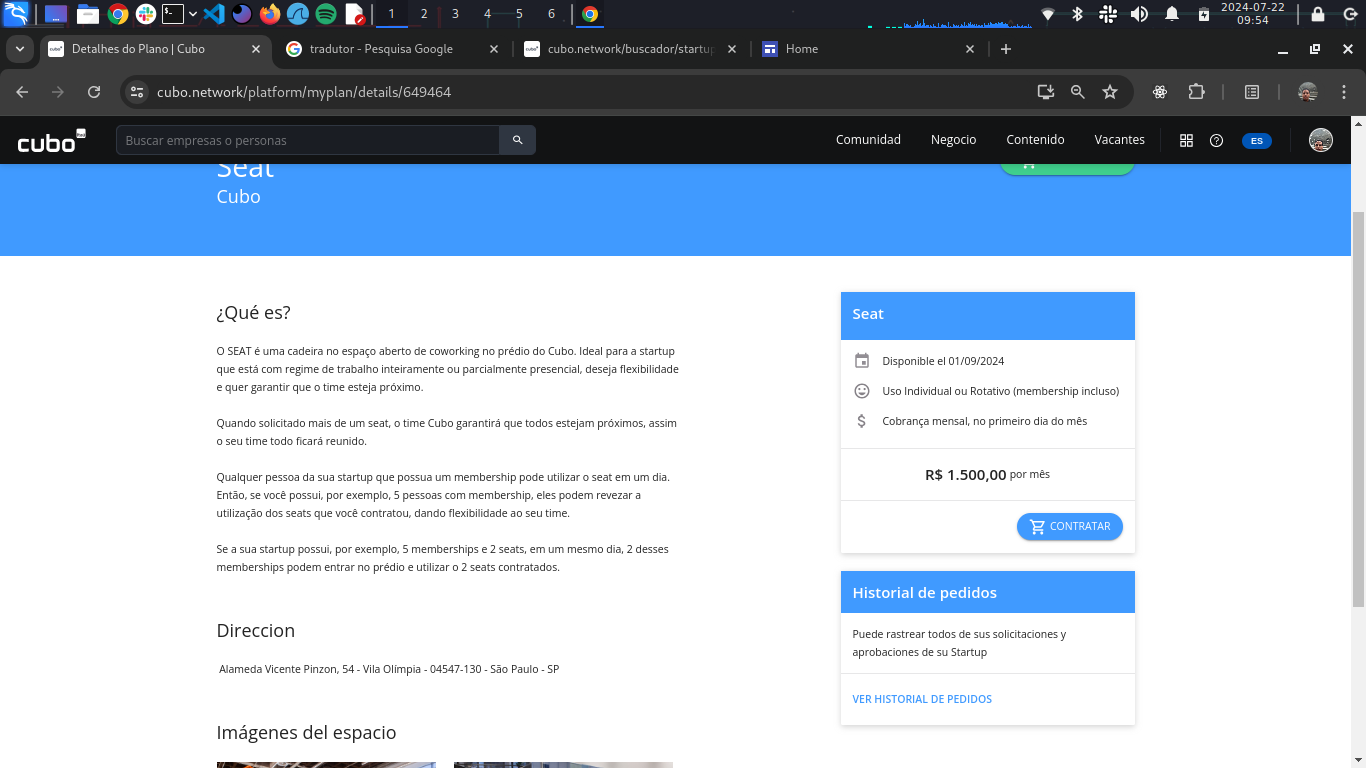 1 2 3 4 5 6
2024-07-22
09:54
Detalhes do Plano | Cubo
tradutor - Pesquisa Google
cubo.network/buscador/startup
Home
cubo.network/platform/myplan/details/649464
cubo
Buscar empresas o personas
Comunidad Negocio Contenido Vacantes ES
Seat
Cubo
¿Qué es?
O SEAT é uma cadeira no espaço aberto de coworking no prédio do Cubo. Ideal para a startup
que está com regime de trabalho inteiramente ou parcialmente presencial, deseja flexibilidade
e quer garantir que o time esteja próximo.
Quando solicitado mais de um seat, o time Cubo garantirá que todos estejam próximos, assim
o seu time todo ficará reunido.
Qualquer pessoa da sua startup que possua um membership pode utilizar o seat em um dia.
Então, se você possui, por exemplo, 5 pessoas com membership, eles podem revezar a
utilização dos seats que você contratou, dando flexibilidade ao seu time.
Se a sua startup possui, por exemplo, 5 memberships e 2 seats, em um mesmo dia, 2 desses
memberships podem entrar no prédio e utilizar o 2 seats contratados.
Direccion
Alameda Vicente Pinzon, 54 - Vila Olímpia - 04547-130 - São Paulo - SP
Imágenes del espacio
Seat
Disponible el 01/09/2024
Uso Individual ou Rotativo (membership incluso)
Cobrança mensal, no primeiro dia do mês
R$ 1.500,00 por mês
CONTRATAR
Historial de pedidos
Puede rastrear todos de sus solicitaciones y
aprobaciones de su Startup
VER HISTORIAL DE PEDIDOS